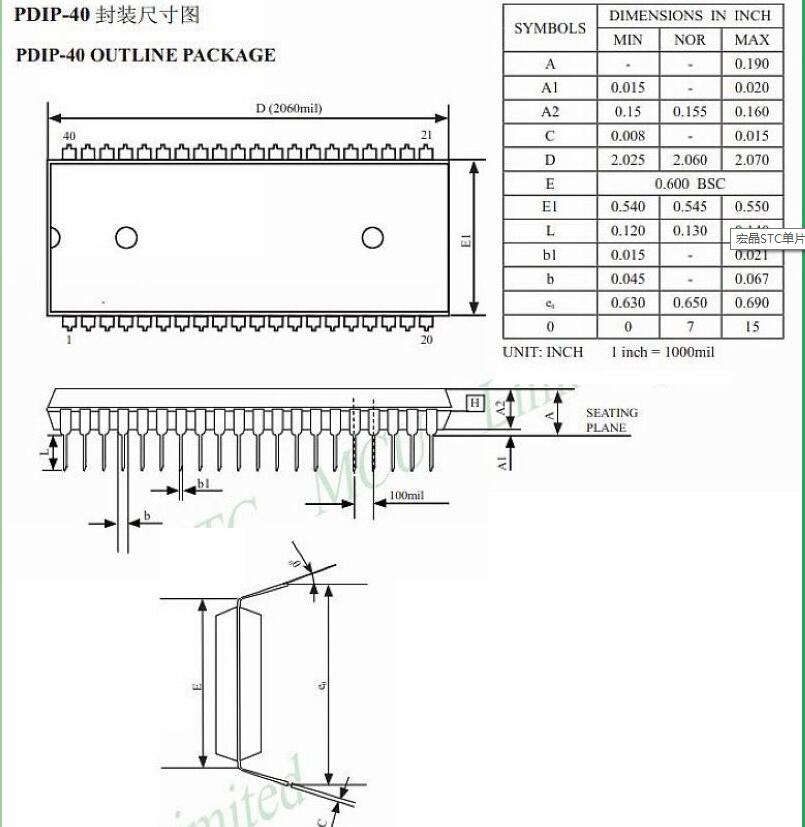 PDIP-40 封装尺寸图
PDIP-40 OUTLINE PACKAGE
D (2060mil)
40 21
E1
1 20
SYMBOLS DIMENSIONS IN INCH
MIN NOR MAX
A - - 0.190
A1 0.015 - 0.020
A2 0.15 0.155 0.160
C 0.008 - 0.015
D 2.025 2.060 2.070
E 0.600 BSC
E1 0.540 0.545 0.550
L 0.120 0.130
宏晶STC单片
b1 0.015 - 0.021
b 0.045 - 0.067
e₀ 0.630 0.650 0.690
0 0 7 15
UNIT: INCH 1 inch = 1000mil
H A2 A
SEATING
PLANE
L A1
b1
100mil
b
STC MCU Limited
θ
E e₀
C
Limited